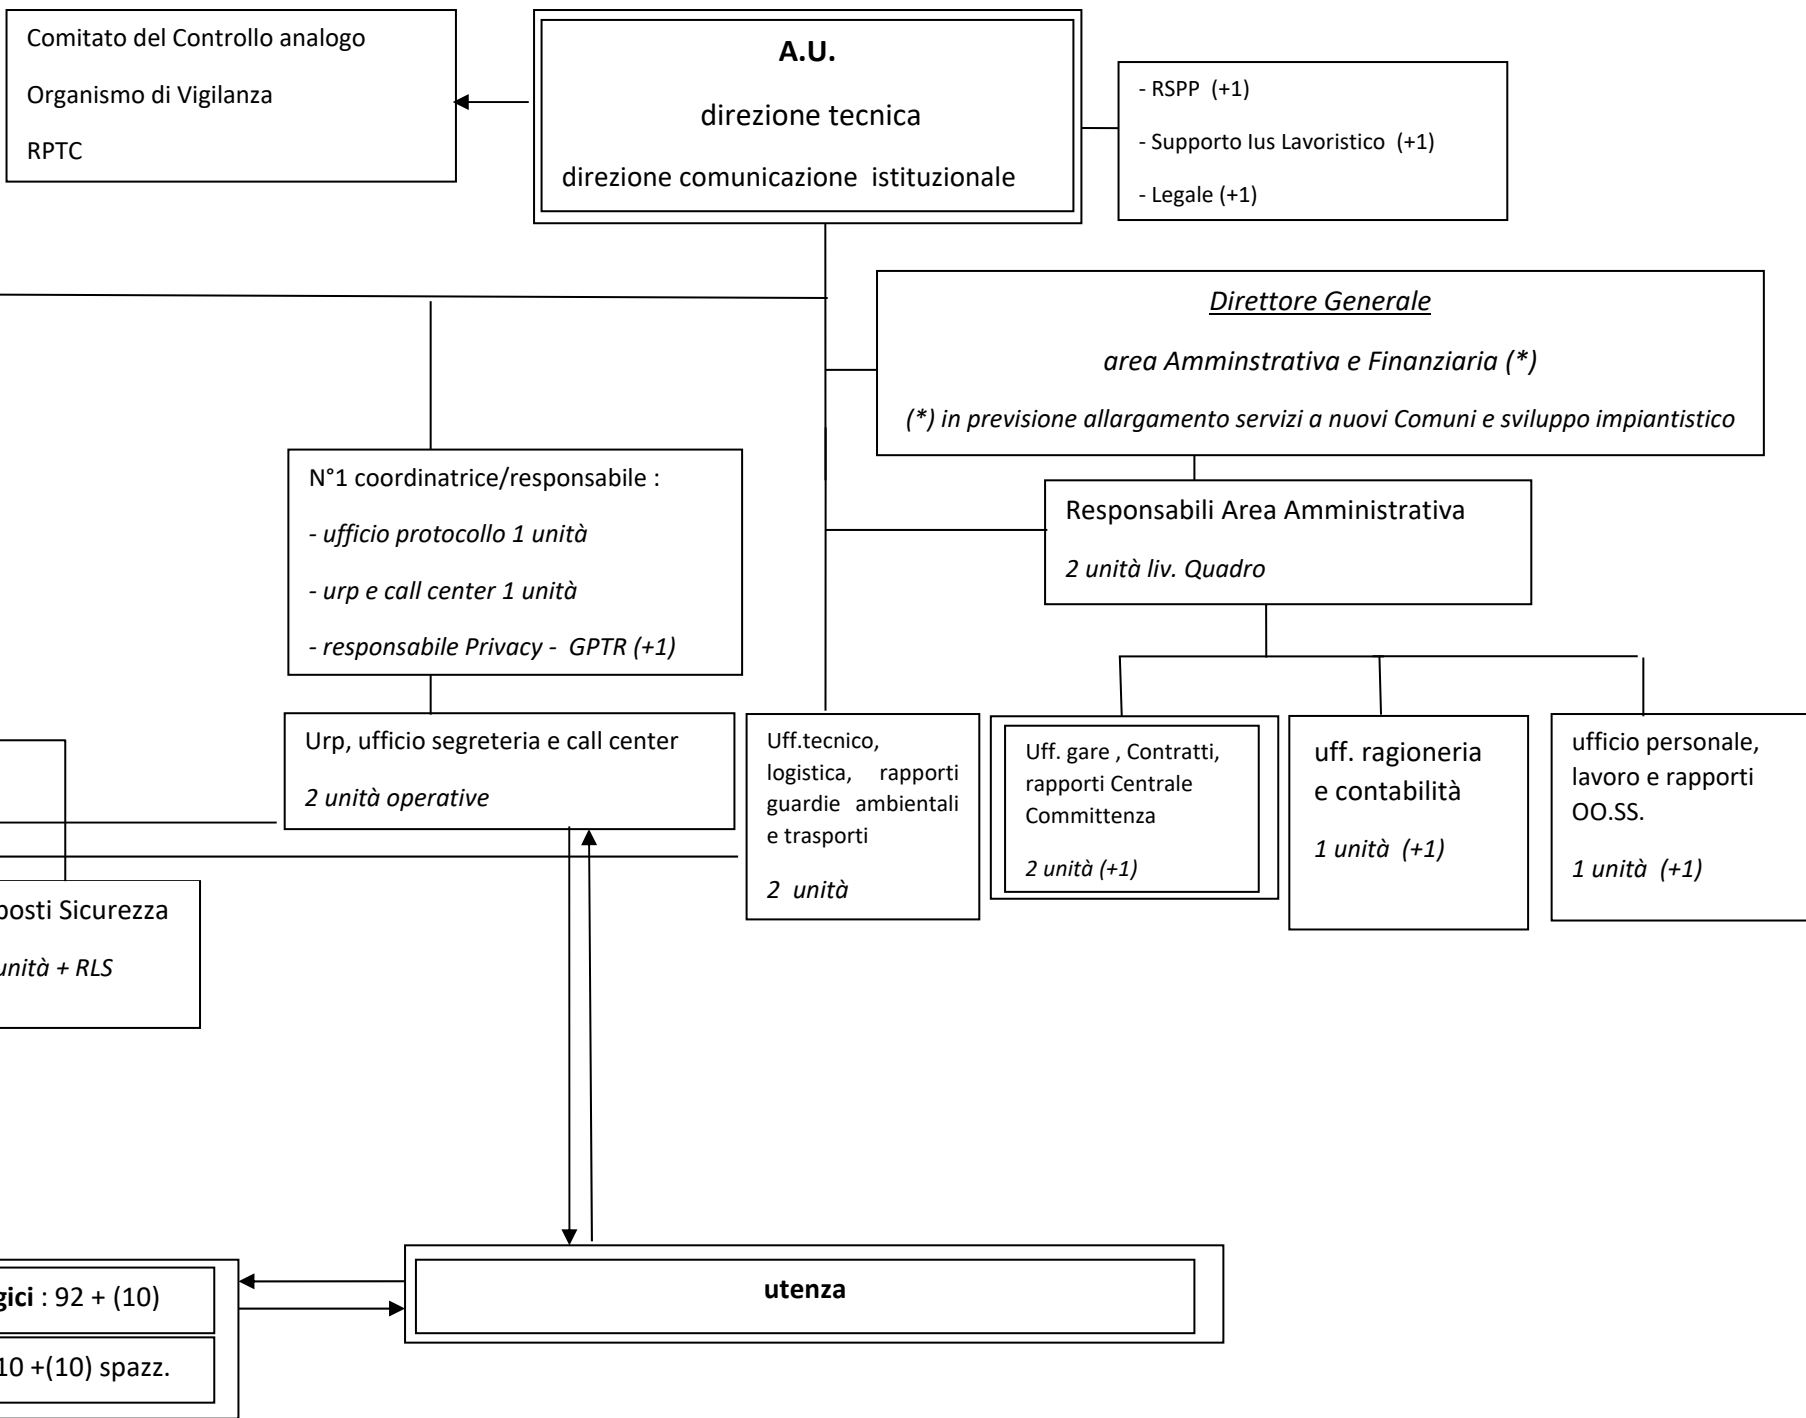 Comitato del Controllo analogo
Organismo di Vigilanza
RPTC
A.U.
direzione tecnica
direzione comunicazione istituzionale
- RSPP (+1)
- Supporto Ius Lavoristico (+1)
- Legale (+1)
Direttore Generale
area Amminstrativa e Finanziaria (*)
(*) in previsione allargamento servizi a nuovi Comuni e sviluppo impiantistico
N°1 coordinatrice/responsabile :
- ufficio protocollo 1 unità
- urp e call center 1 unità
- responsabile Privacy - GPTR (+1)
Responsabili Area Amministrativa
2 unità liv. Quadro
Urp, ufficio segreteria e call center
2 unità operative
Uff.tecnico,
logistica, rapporti
guardie ambientali
e trasporti
2 unità
Uff. gare , Contratti,
rapporti Centrale
Committenza
2 unità (+1)
uff. ragioneria
e contabilità
1 unità (+1)
ufficio personale,
lavoro e rapporti
OO.SS.
1 unità (+1)
posti Sicurezza
unità + RLS
utenza
gici : 92 + (10)
10 +(10) spazz.